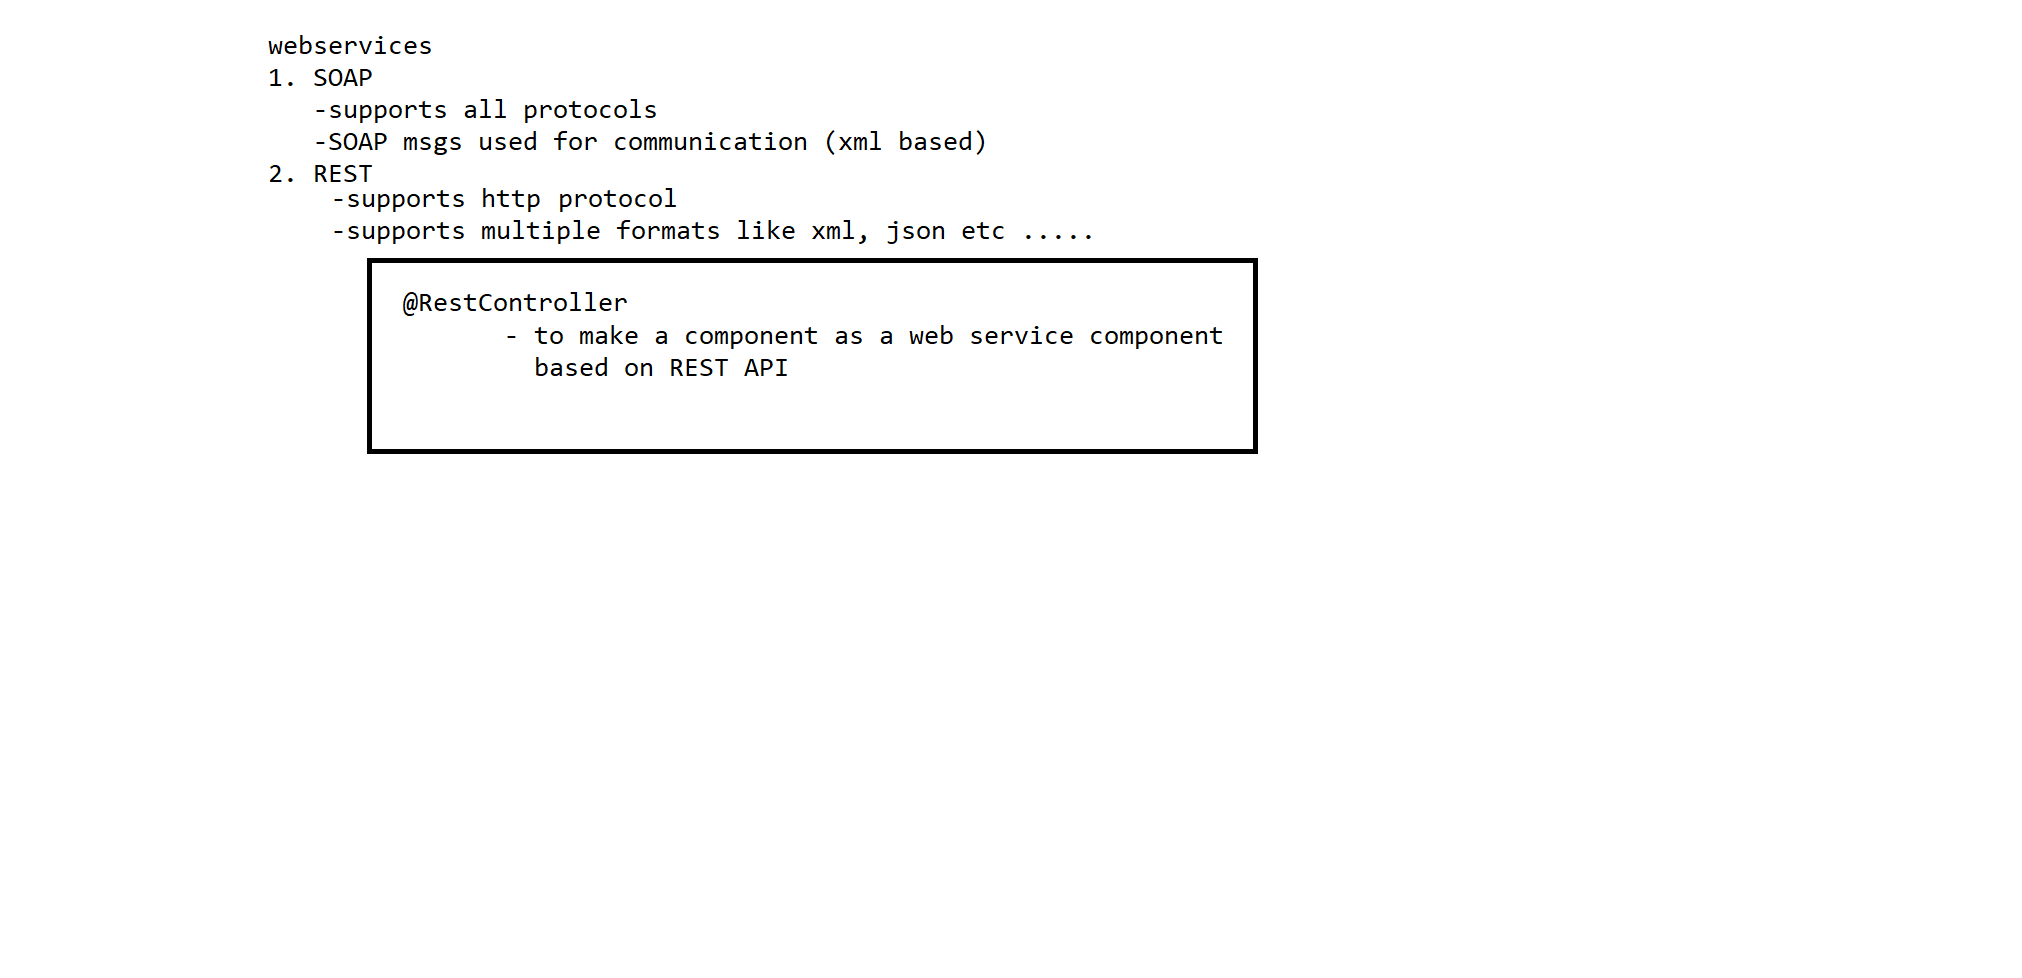 webservices
1. SOAP
-supports all protocols
-SOAP msgs used for communication (xml based)
2. REST
-supports http protocol
-supports multiple formats like xml, json etc .....
@RestController
- to make a component as a web service component
based on REST API